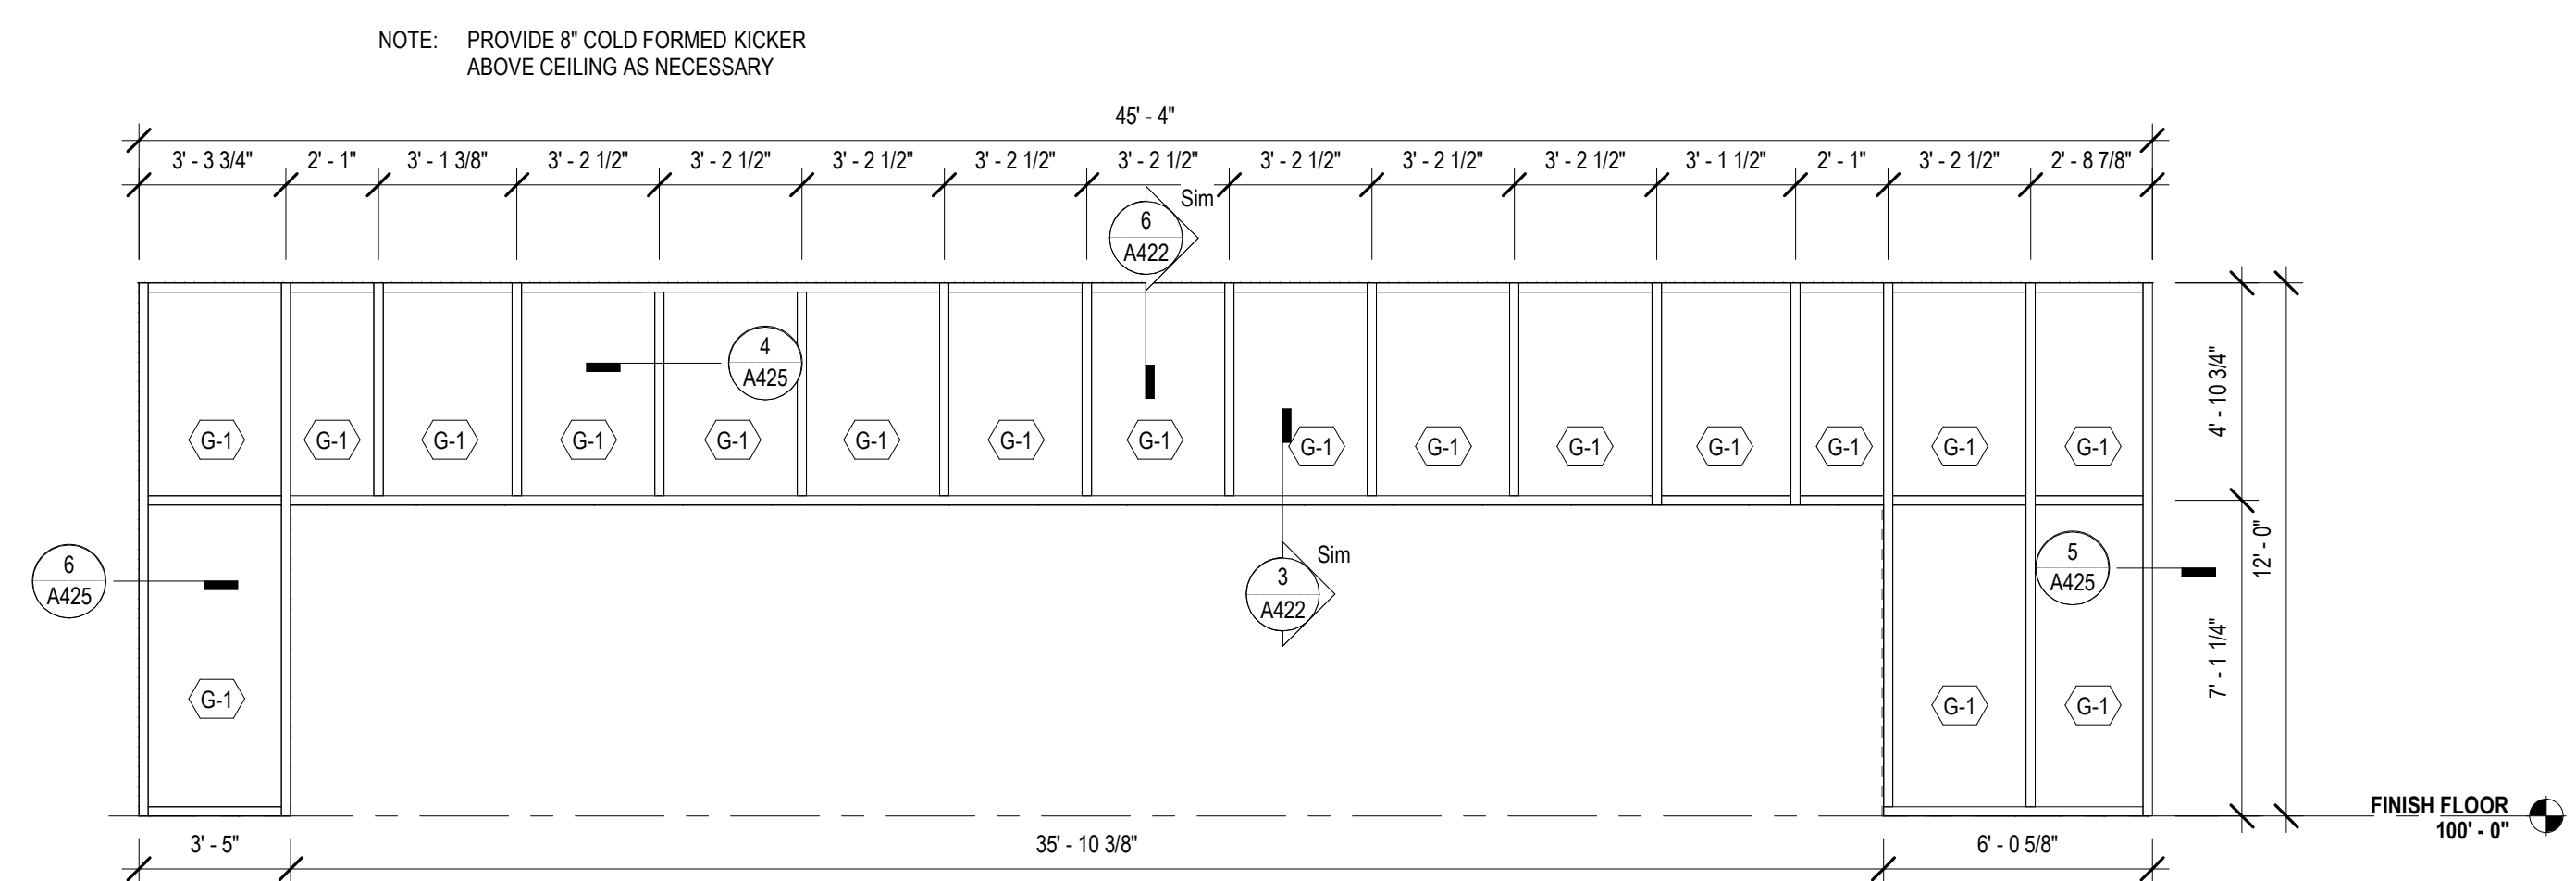 NOTE: PROVIDE 8" COLD FORMED KICKER
ABOVE CEILING AS NECESSARY
45' - 4"
3' - 3 3/4" 2' - 1" 3' - 1 3/8" 3' - 2 1/2" 3' - 2 1/2" 3' - 2 1/2" 3' - 2 1/2" 3' - 2 1/2" 3' - 2 1/2" 3' - 2 1/2" 3' - 2 1/2" 3' - 1 1/2" 2' - 1" 3' - 2 1/2" 2' - 8 7/8"
Sim
6
A422
4
A425
4' - 10 3/4"
G-1 G-1 G-1 G-1 G-1 G-1 G-1 G-1 G-1 G-1 G-1 G-1 G-1 G-1 G-1
6
A425
Sim
3
A422
5
A425
12' - 0"
7' - 1 1/4"
G-1 G-1 G-1
FINISH FLOOR
100' - 0"
3' - 5" 35' - 10 3/8" 6' - 0 5/8"